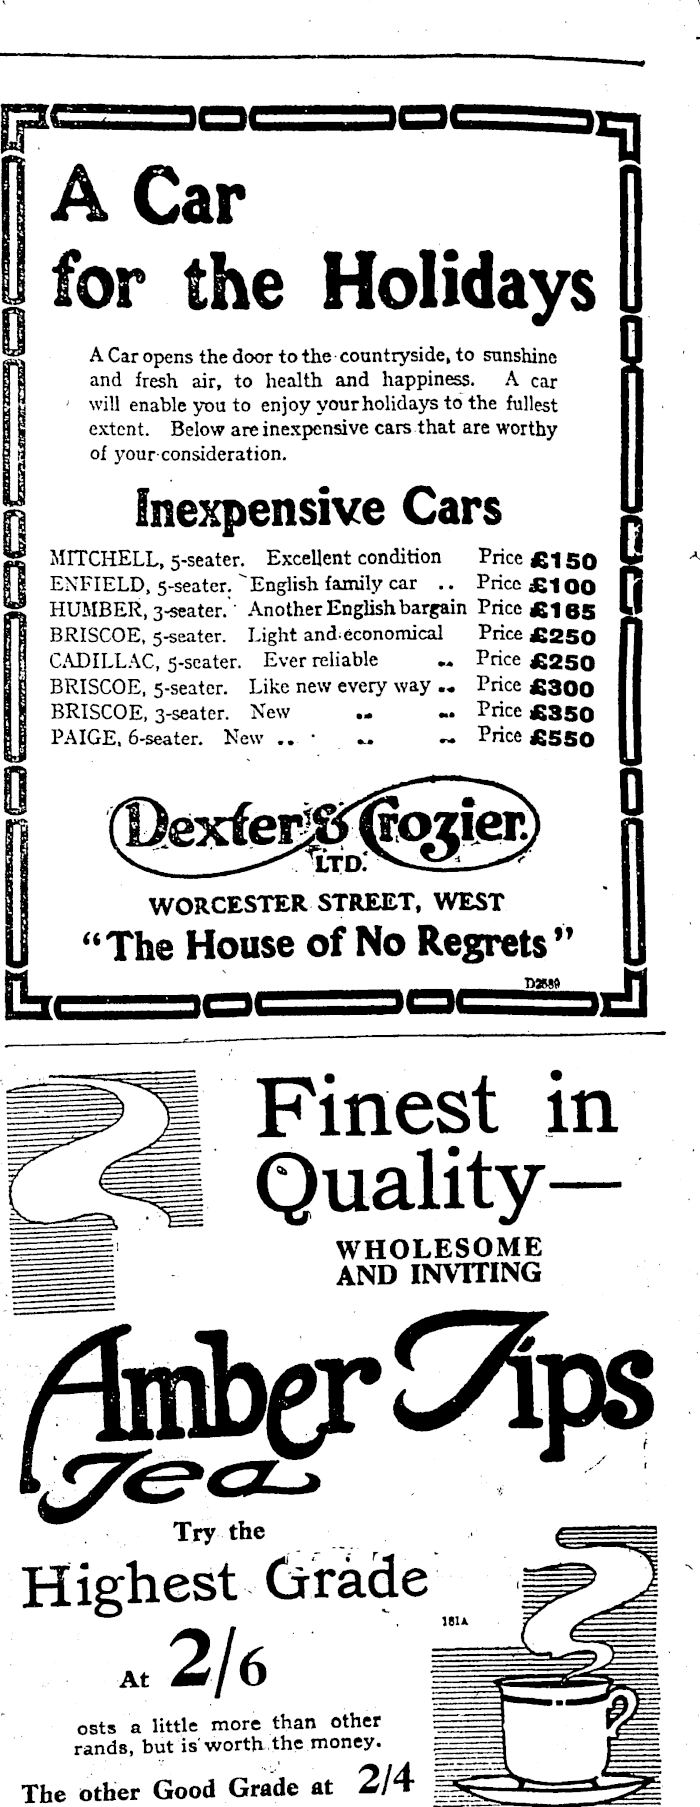 A Car
for the Holidays
A Car opens the door to the countryside, to sunshine
and fresh air, to health and happiness. A car
will enable you to enjoy your holidays to the fullest
extent. Below are inexpensive cars that are worthy
of your consideration.
Inexpensive Cars
MITCHELL, 5-seater. Excellent condition Price £150
ENFIELD, 5-seater. English family car .. Price £100
HUMBER, 3-seater. Another English bargain Price £165
BRISCOE, 5-seater. Light and economical Price £250
CADILLAC, 5-seater. Ever reliable .. Price £250
BRISCOE, 5-seater. Like new every way .. Price £300
BRISCOE, 3-seater. New .. .. Price £350
PAIGE, 6-seater. New .. .. .. Price £550
Dexter & Crozier.
LTD.
WORCESTER STREET, WEST
"The House of No Regrets"
D2589
Finest in
Quality—
WHOLESOME
AND INVITING
Amber Tips
Tea
Try the
Highest Grade
181A
At 2/6
osts a little more than other
rands, but is worth the money.
The other Good Grade at 2/4